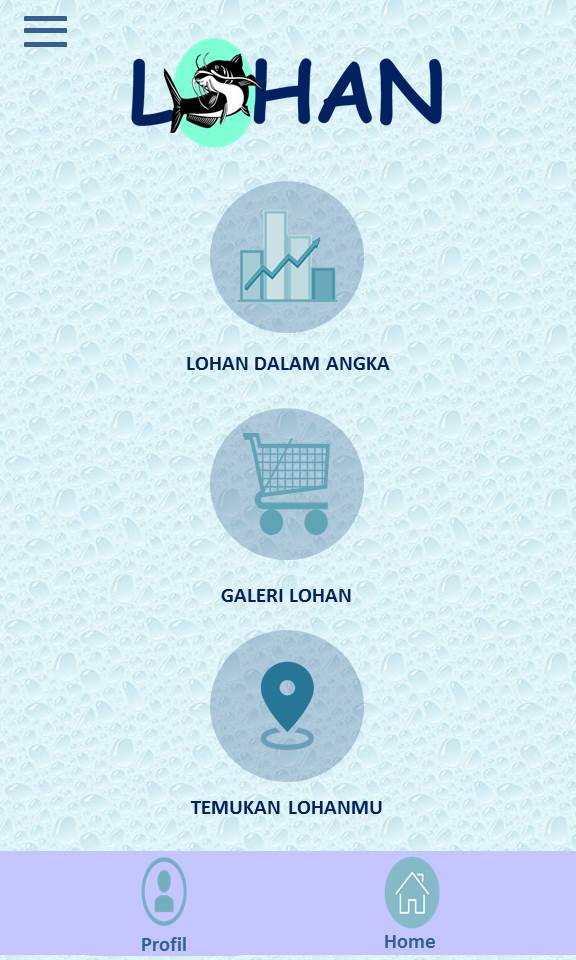 LOHAN
LOHAN DALAM ANGKA
GALERI LOHAN
TEMUKAN LOHANMU
Profil
Home